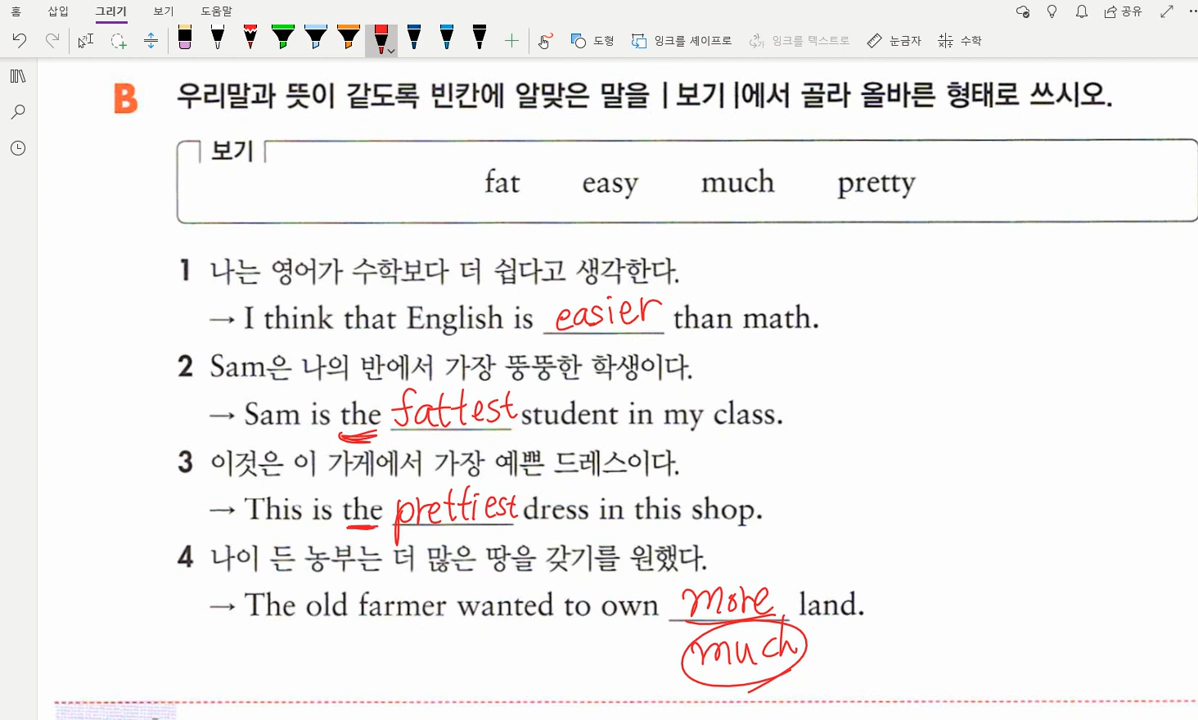 홈 삽입 그리기 보기 도움말 공유
도형 잉크를 셰이프로 잉크를 텍스트로 눈금자 수학
B 우리말과 뜻이 같도록 빈칸에 알맞은 말을 |보기|에서 골라 올바른 형태로 쓰시오.
보기
fat easy much pretty
1 나는 영어가 수학보다 더 쉽다고 생각한다.
→ I think that English is easier than math.
2 Sam은 나의 반에서 가장 뚱뚱한 학생이다.
→ Sam is the fattest student in my class.
3 이것은 이 가게에서 가장 예쁜 드레스이다.
→ This is the prettiest dress in this shop.
4 나이 든 농부는 더 많은 땅을 갖기를 원했다.
→ The old farmer wanted to own more land.
much